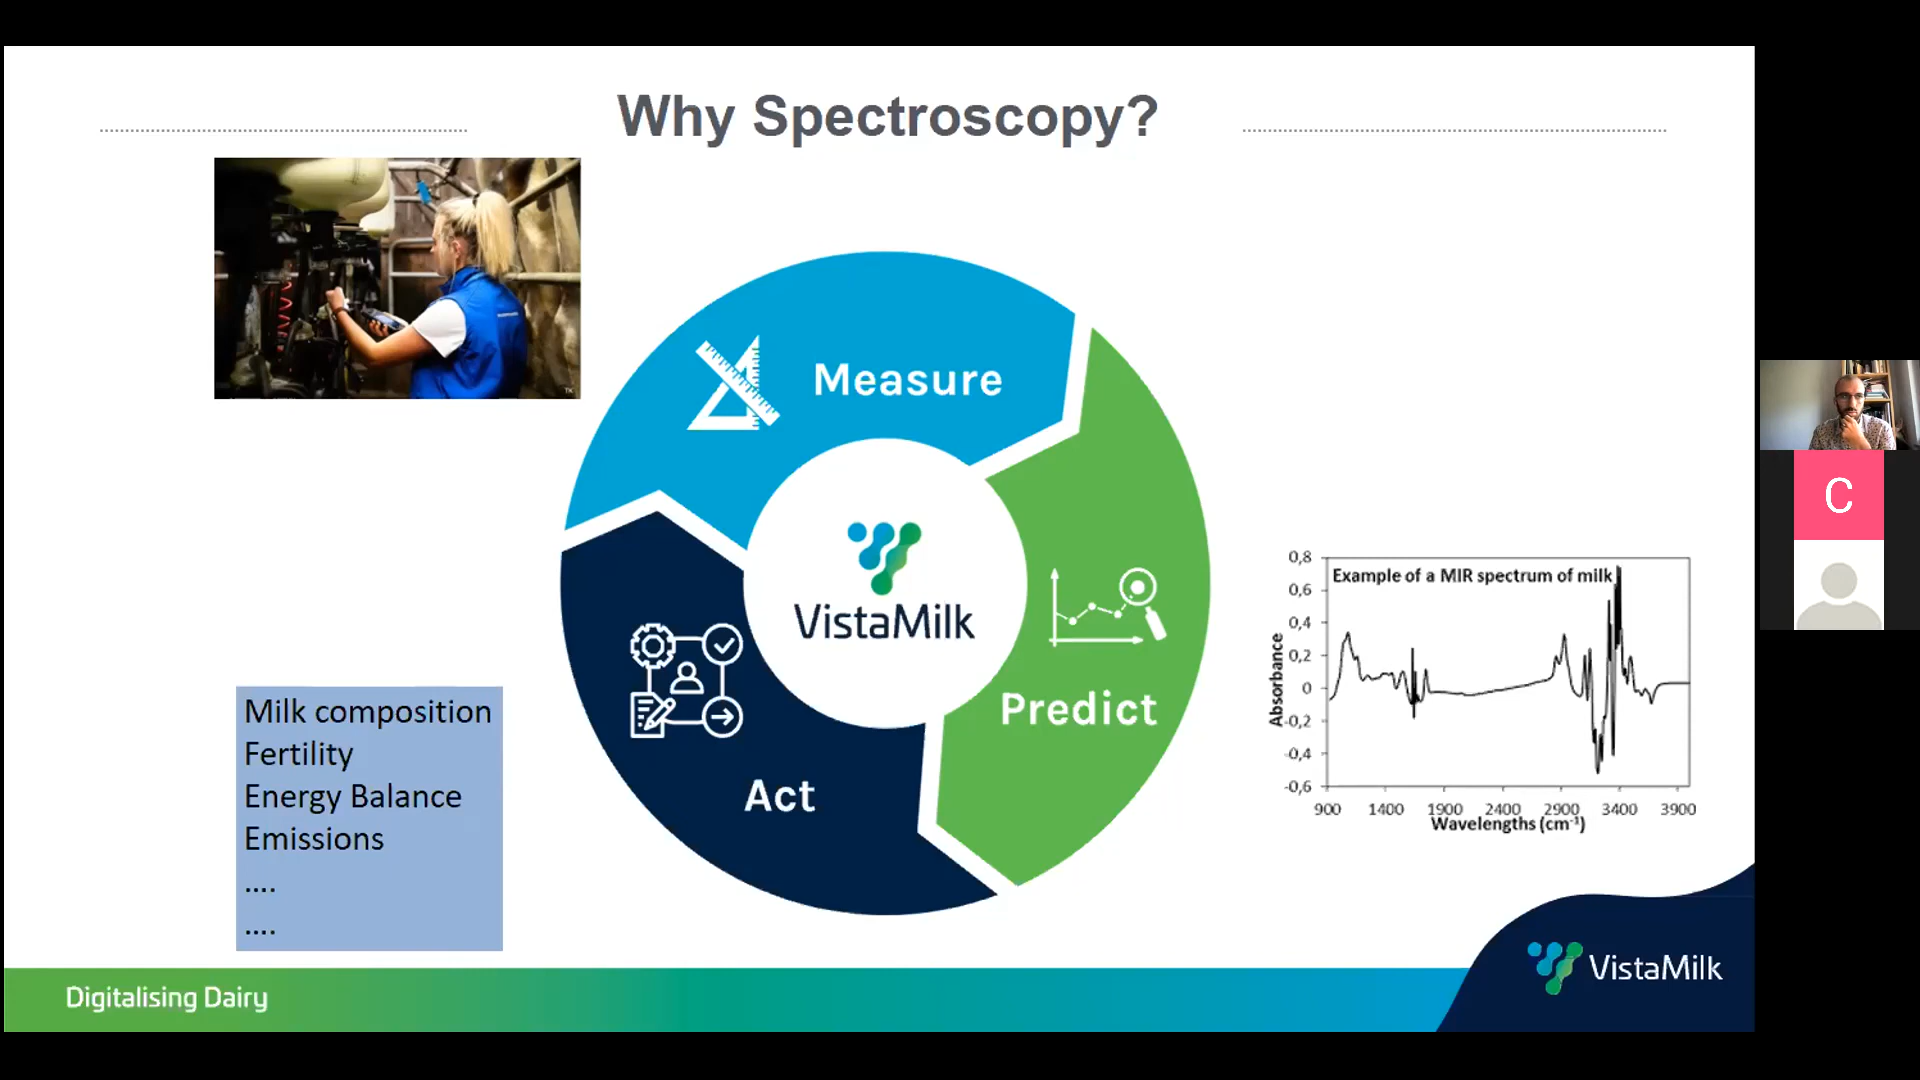 Why Spectroscopy?
Measure
VistaMilk
Predict
Act
Milk composition
Fertility
Energy Balance
Emissions
....
....
Example of a MIR spectrum of milk
Absorbance
0,8
0,6
0,4
0,2
0
-0,2
-0,4
-0,6
900 1400 1900 2400 2900 3400 3900
Wavelengths (cm⁻¹)
C
Digitalising Dairy
VistaMilk